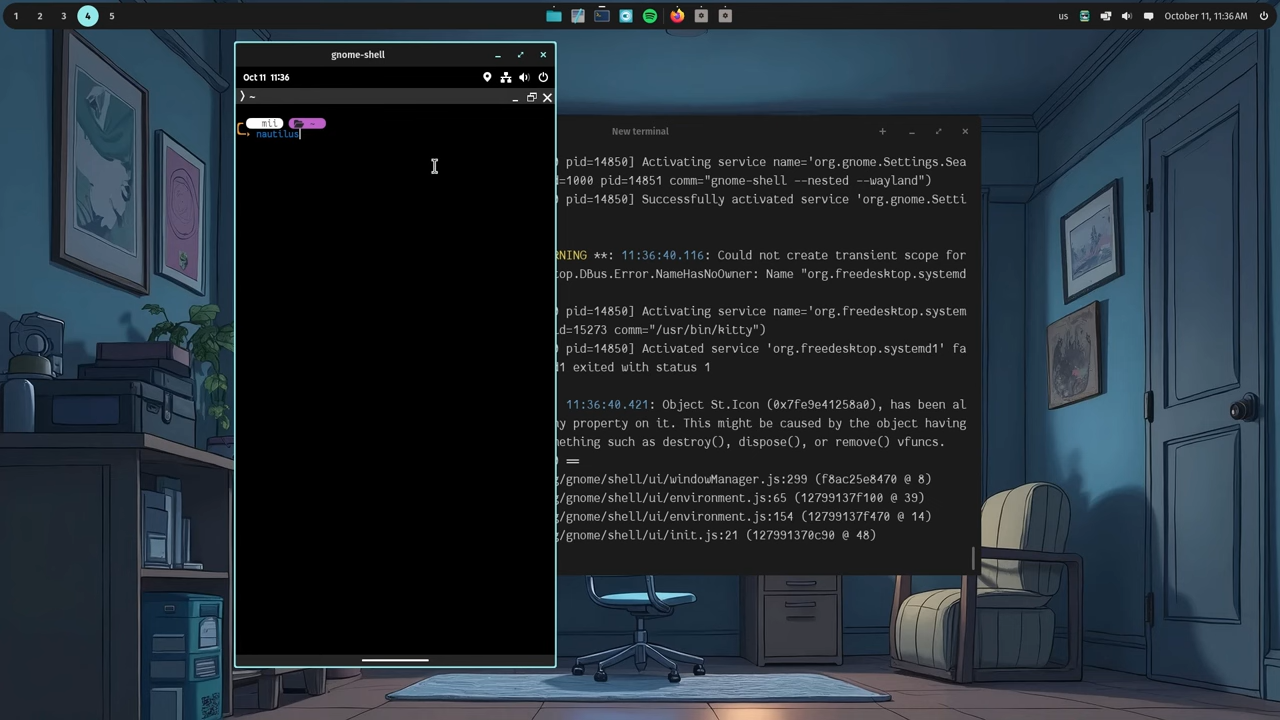 1 2 3 4 5
us
October 11, 11:36 AM
gnome-shell
Oct 11 11:36
~
mii ~
nautilus
New terminal
pid=14850] Activating service name='org.gnome.Settings.Sea
=1000 pid=14851 comm="gnome-shell --nested --wayland")
pid=14850] Successfully activated service 'org.gnome.Setti
RNING **: 11:36:40.116: Could not create transient scope for
top.DBus.Error.NameHasNoOwner: Name "org.freedesktop.systemd
pid=14850] Activating service name='org.freedesktop.system
id=15273 comm="/usr/bin/kitty")
pid=14850] Activated service 'org.freedesktop.systemd1' fa
d1 exited with status 1
11:36:40.421: Object St.Icon (0x7fe9e41258a0), has been al
ny property on it. This might be caused by the object having
mething such as destroy(), dispose(), or remove() vfuncs.
0 ==
g/gnome/shell/ui/windowManager.js:299 (f8ac25e8470 @ 8)
g/gnome/shell/ui/environment.js:65 (12799137f100 @ 39)
g/gnome/shell/ui/environment.js:154 (12799137f470 @ 14)
g/gnome/shell/ui/init.js:21 (127991370c90 @ 48)